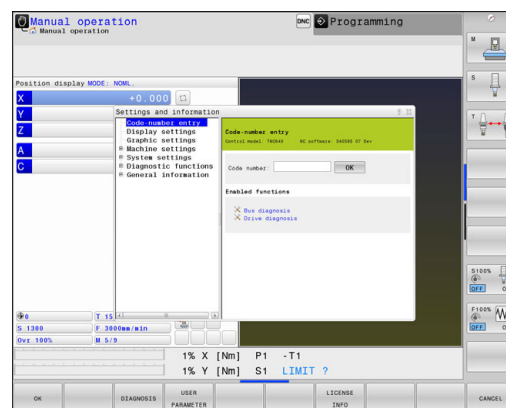 Manual operation
Manual operation
DNC
Programming
Position display MODE: NOML.
X +0.000
Y
Z
A
C
Settings and information
Code-number entry
Display settings
Graphic settings
Machine settings
System settings
Diagnostic functions
General information
Code-number entry
Code number:
OK
Enabled functions
Bus diagnosis
Drive diagnosis
0
T 15
S 1300
F 3000mm/min
Ovr 100%
M 5/9
1% X [Nm] P1 -T1
1% Y [Nm] S1 LIMIT ?
M
S
T
S100%
OFF
F100%
OFF
OK
DIAGNOSIS
USER
PARAMETER
LICENSE
INFO
CANCEL